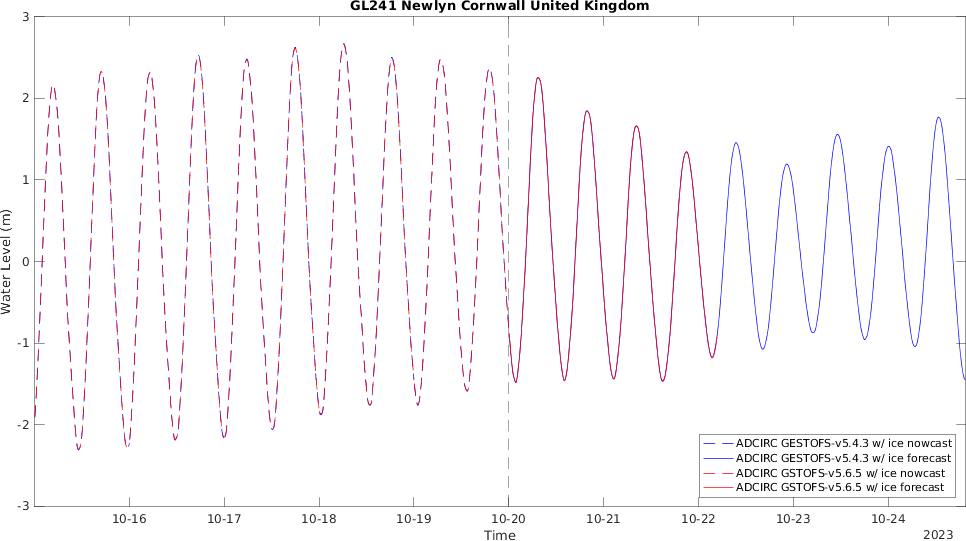 GL241 Newlyn Cornwall United Kingdom
3
2
1
0
-1
-2
-3
Water Level (m)
10-16
10-17
10-18
10-19
10-20
10-21
10-22
10-23
10-24
Time
2023
ADCIRC GESTOFS-v5.4.3 w/ ice nowcast
ADCIRC GESTOFS-v5.4.3 w/ ice forecast
ADCIRC GSTOFS-v5.6.5 w/ ice nowcast
ADCIRC GSTOFS-v5.6.5 w/ ice forecast